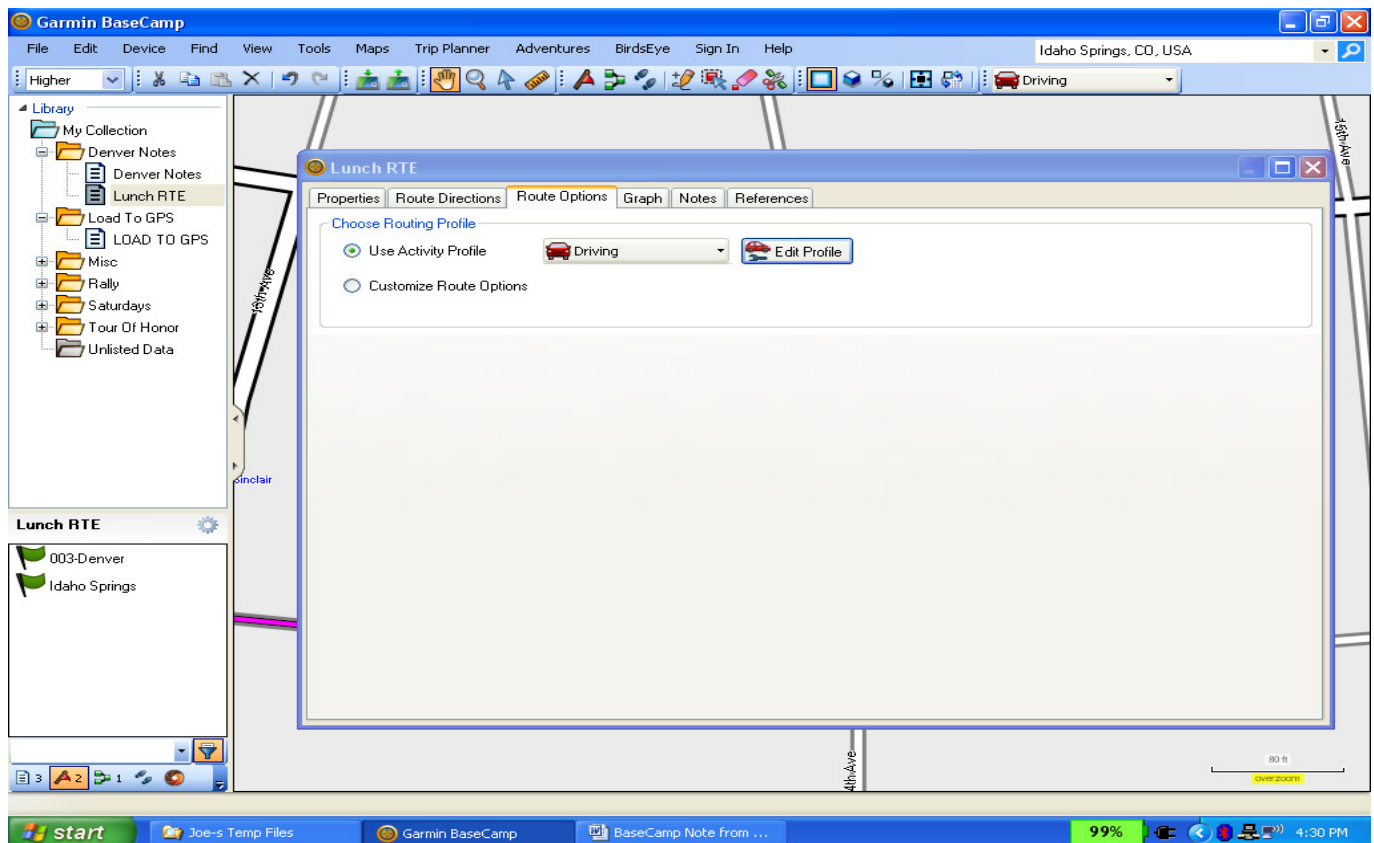 Garmin BaseCamp
File Edit Device Find View Tools Maps Trip Planner Adventures BirdsEye Sign In Help
Idaho Springs, CO, USA
Higher
Driving
Library
My Collection
Denver Notes
Denver Notes
Lunch RTE
Load To GPS
LOAD TO GPS
Misc
Rally
Saturdays
Tour Of Honor
Unlisted Data
15th Ave
16th Ave
Sinclair
Lunch RTE
Properties Route Directions Route Options Graph Notes References
Choose Routing Profile
Use Activity Profile Driving Edit Profile
Customize Route Options
Lunch RTE
003-Denver
Idaho Springs
3 2 1
4th Ave
80 ft
overzoom
start Joe-s Temp Files Garmin BaseCamp BaseCamp Note from ... 99% 4:30 PM